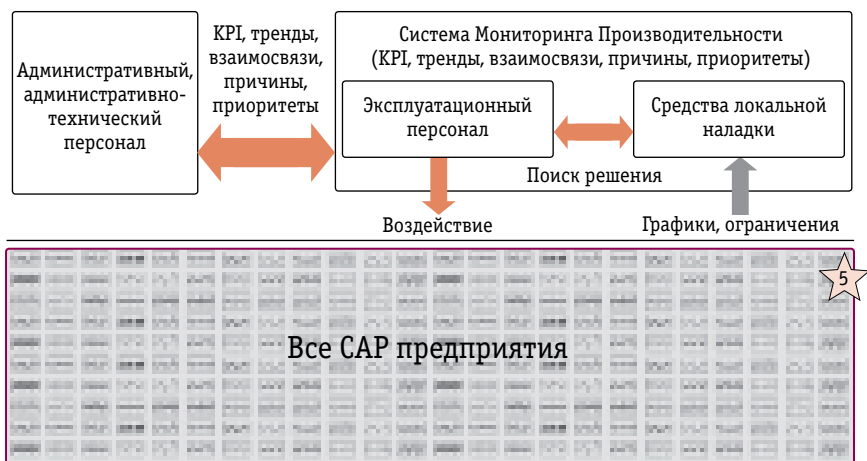 Административный,
административно-
технический
персонал
KPI, тренды,
взаимосвязи,
причины,
приоритеты
Система Мониторинга Производительности
(KPI, тренды, взаимосвязи, причины, приоритеты)
Эксплуатационный
персонал
Средства локальной
наладки
Поиск решения
Воздействие
Графики, ограничения
5
Все САР предприятия